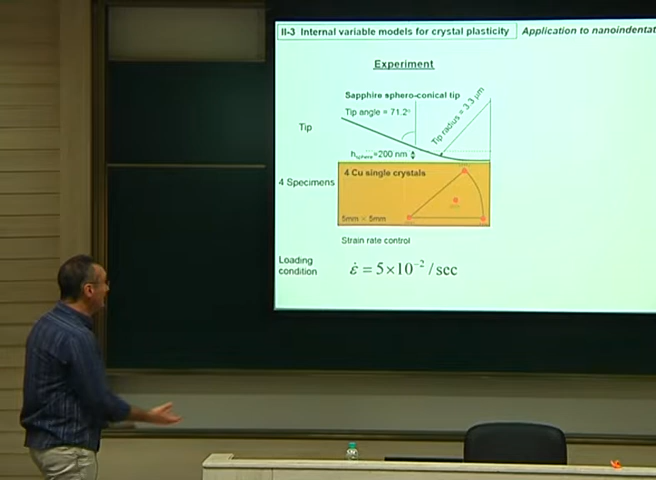 II-3 Internal variable models for crystal plasticity Application to nanoindentat
Experiment
Sapphire sphero-conical tip
Tip angle = 71.2°
Tip radius = 3.3 μm
Tip
=200 nm
4 Specimens
4 Cu single crystals
5mm × 5mm
Strain rate control
Loading
condition
ε̇ = 5×10⁻² / sec